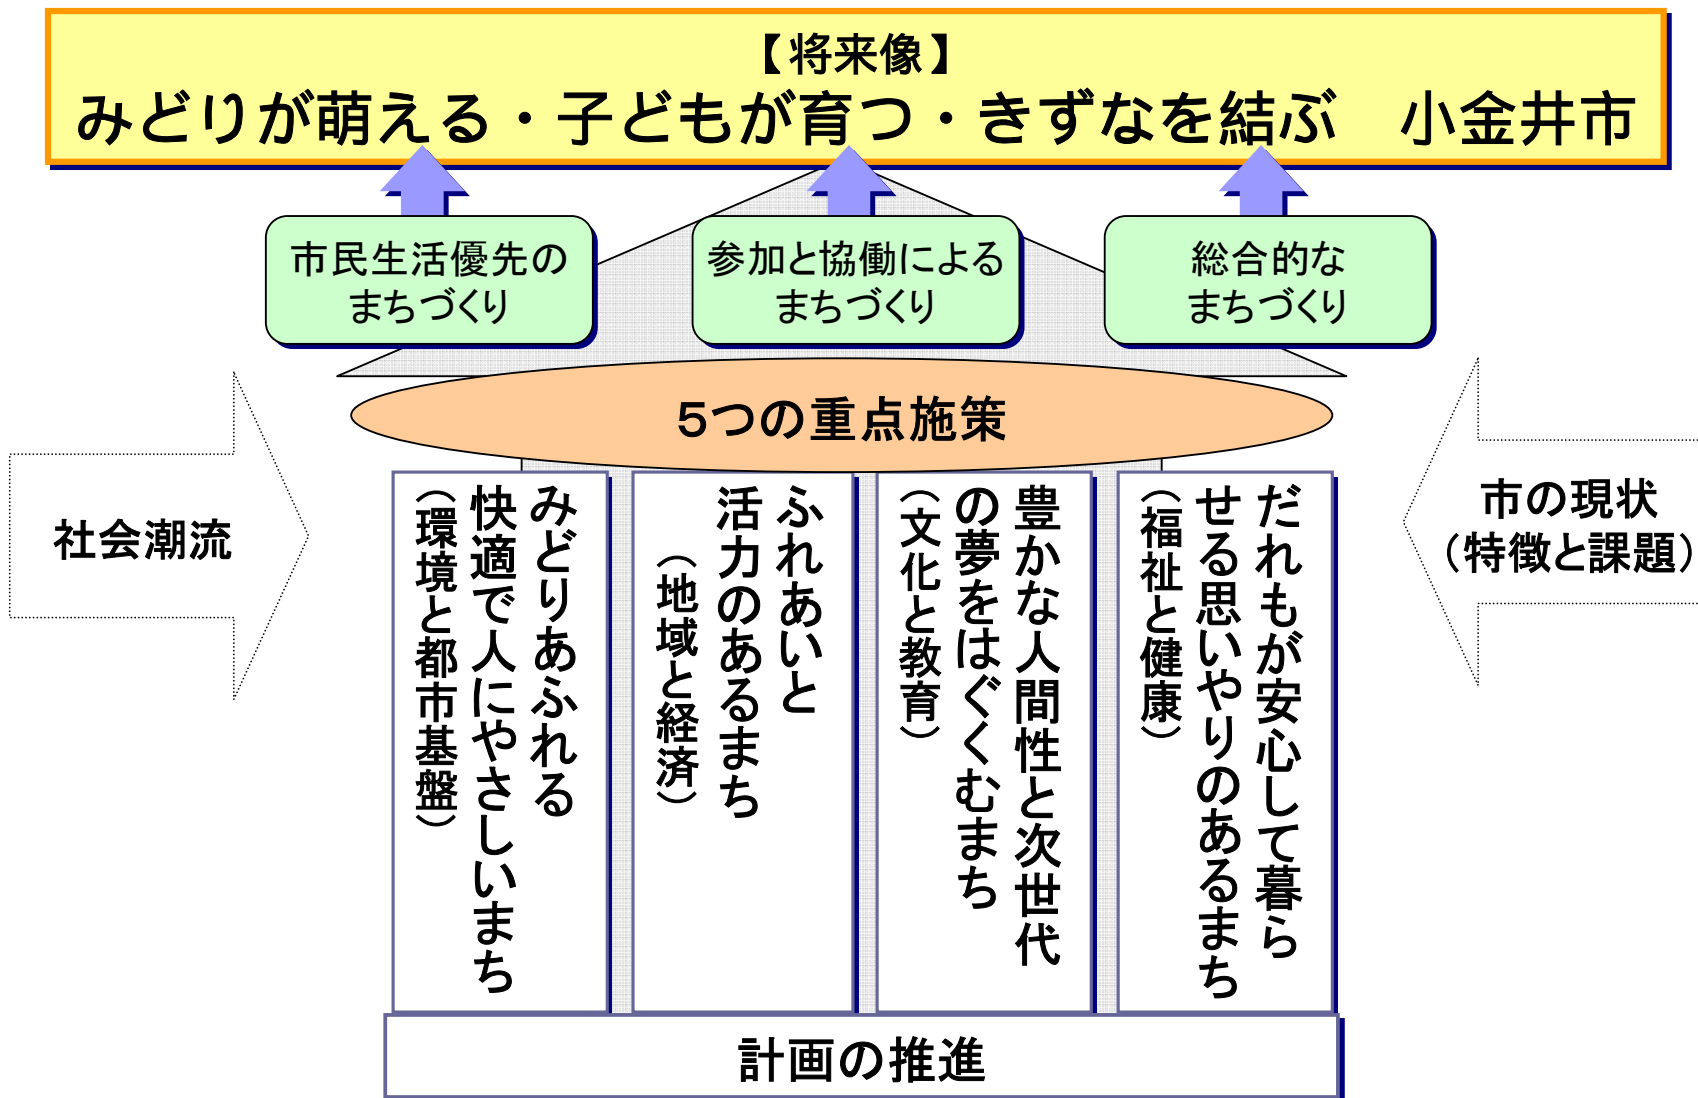 【将来像】
みどりが萌える・子どもが育つ・きずなを結ぶ　小金井市
市民生活優先の
まちづくり
参加と協働による
まちづくり
総合的な
まちづくり
５つの重点施策
社会潮流
市の現状
（特徴と課題）
みどりあふれる
快適で人にやさしいまち
（環境と都市基盤）
ふれあいと
活力のあるまち
（地域と経済）
豊かな人間性と次世代
の夢をはぐくむまち
（文化と教育）
だれもが安心して暮ら
せる思いやりのあるまち
（福祉と健康）
計画の推進